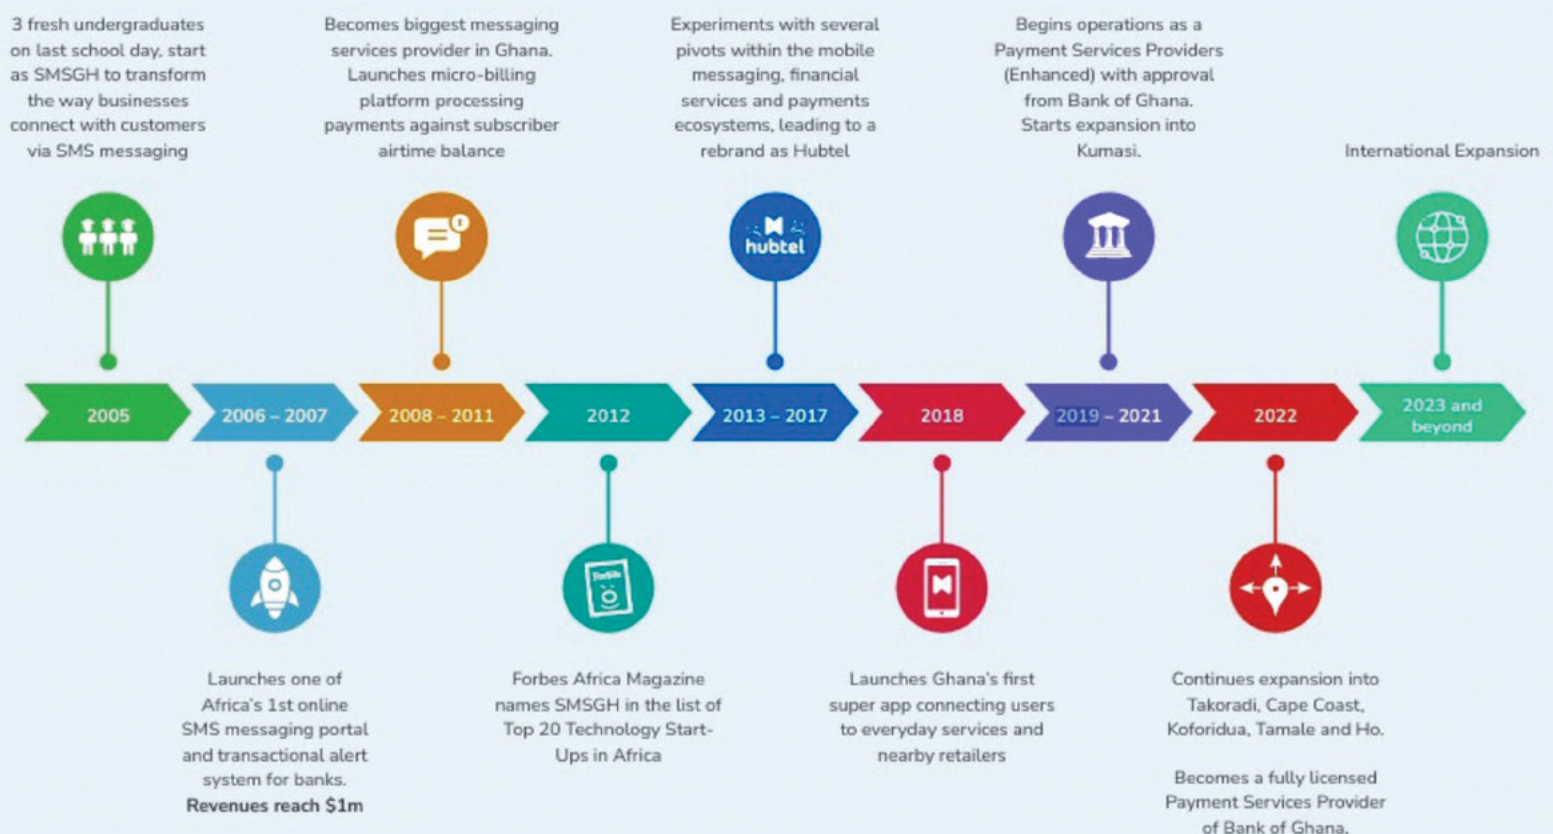 3 fresh undergraduates
on last school day, start
as SMSGH to transform
the way businesses
connect with customers
via SMS messaging
Becomes biggest messaging
services provider in Ghana.
Launches micro-billing
platform processing
payments against subscriber
airtime balance
Experiments with several
pivots within the mobile
messaging, financial
services and payments
ecosystems, leading to a
rebrand as Hubtel
Begins operations as a
Payment Services Providers
(Enhanced) with approval
from Bank of Ghana.
Starts expansion into
Kumasi.
International Expansion
hubtel
2005
2006 – 2007
2008 – 2011
2012
2013 – 2017
2018
2019 – 2021
2022
2023 and
beyond
Forbes
Launches one of
Africa's 1st online
SMS messaging portal
and transactional alert
system for banks.
Revenues reach $1m
Forbes Africa Magazine
names SMSGH in the list of
Top 20 Technology Start-
Ups in Africa
Launches Ghana's first
super app connecting users
to everyday services and
nearby retailers
Continues expansion into
Takoradi, Cape Coast,
Koforidua, Tamale and Ho.
Becomes a fully licensed
Payment Services Provider
of Bank of Ghana.